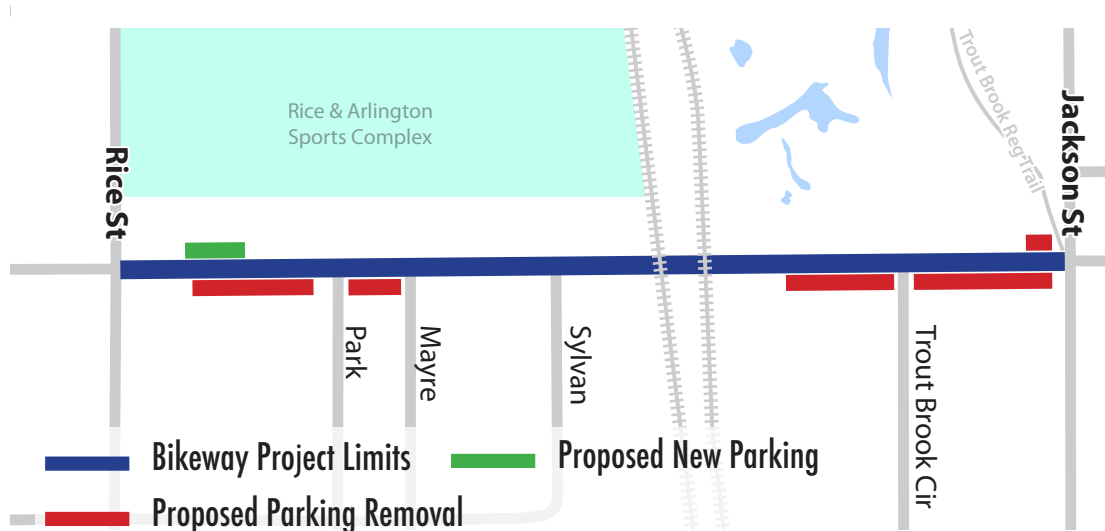 Rice & Arlington
Sports Complex
Trout Brook Reg Trail
Jackson St
Rice St
Park
Mayre
Sylvan
Trout Brook Cir
Bikeway Project Limits
Proposed New Parking
Proposed Parking Removal